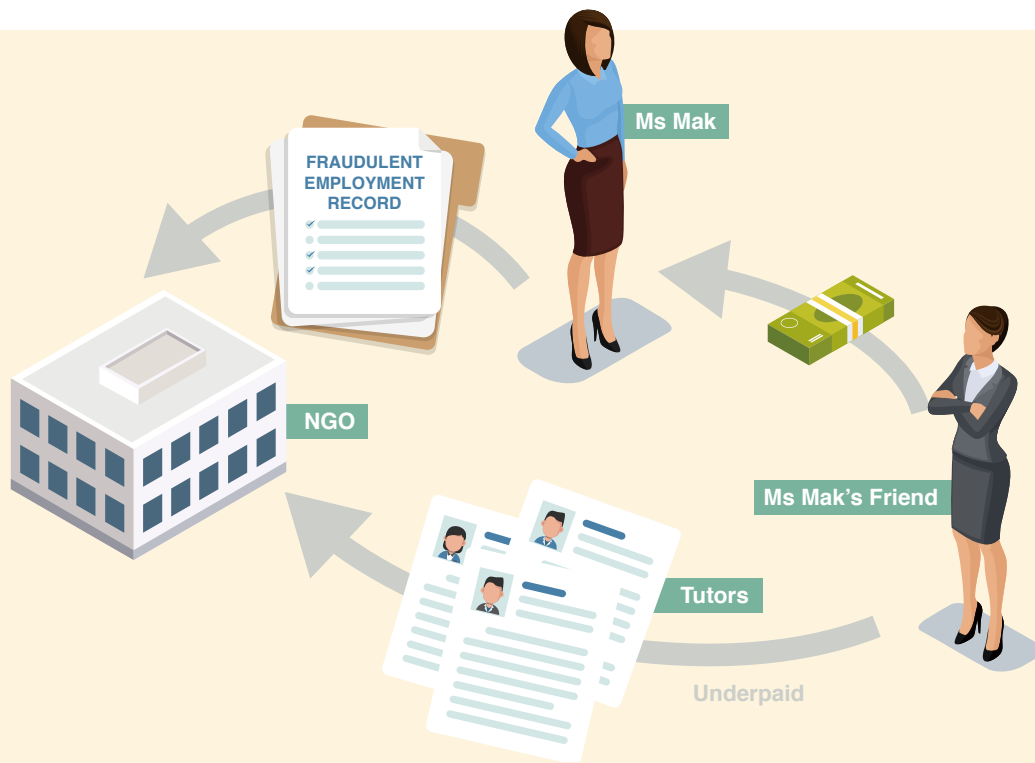 Ms Mak
FRAUDULENT
EMPLOYMENT
RECORD
NGO
Ms Mak's Friend
Tutors
Underpaid